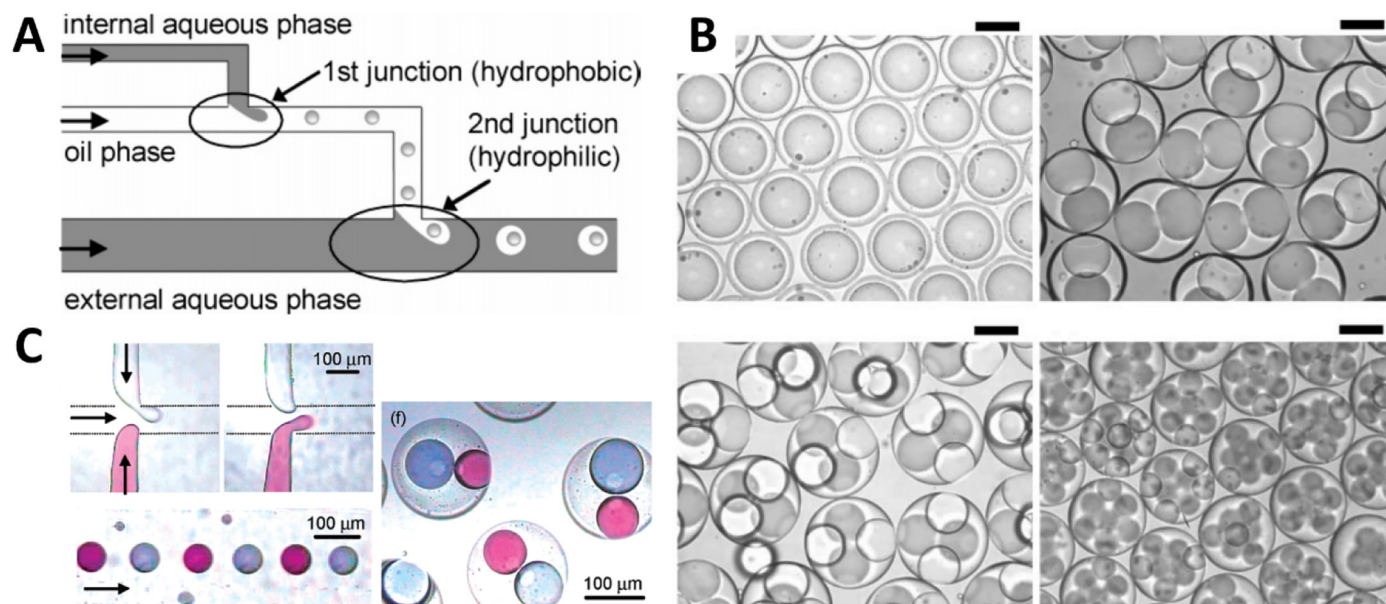 A
internal aqueous phase
1st junction (hydrophobic)
oil phase
2nd junction
(hydrophilic)
external aqueous phase
B
C
100 μm
(f)
100 μm
100 μm